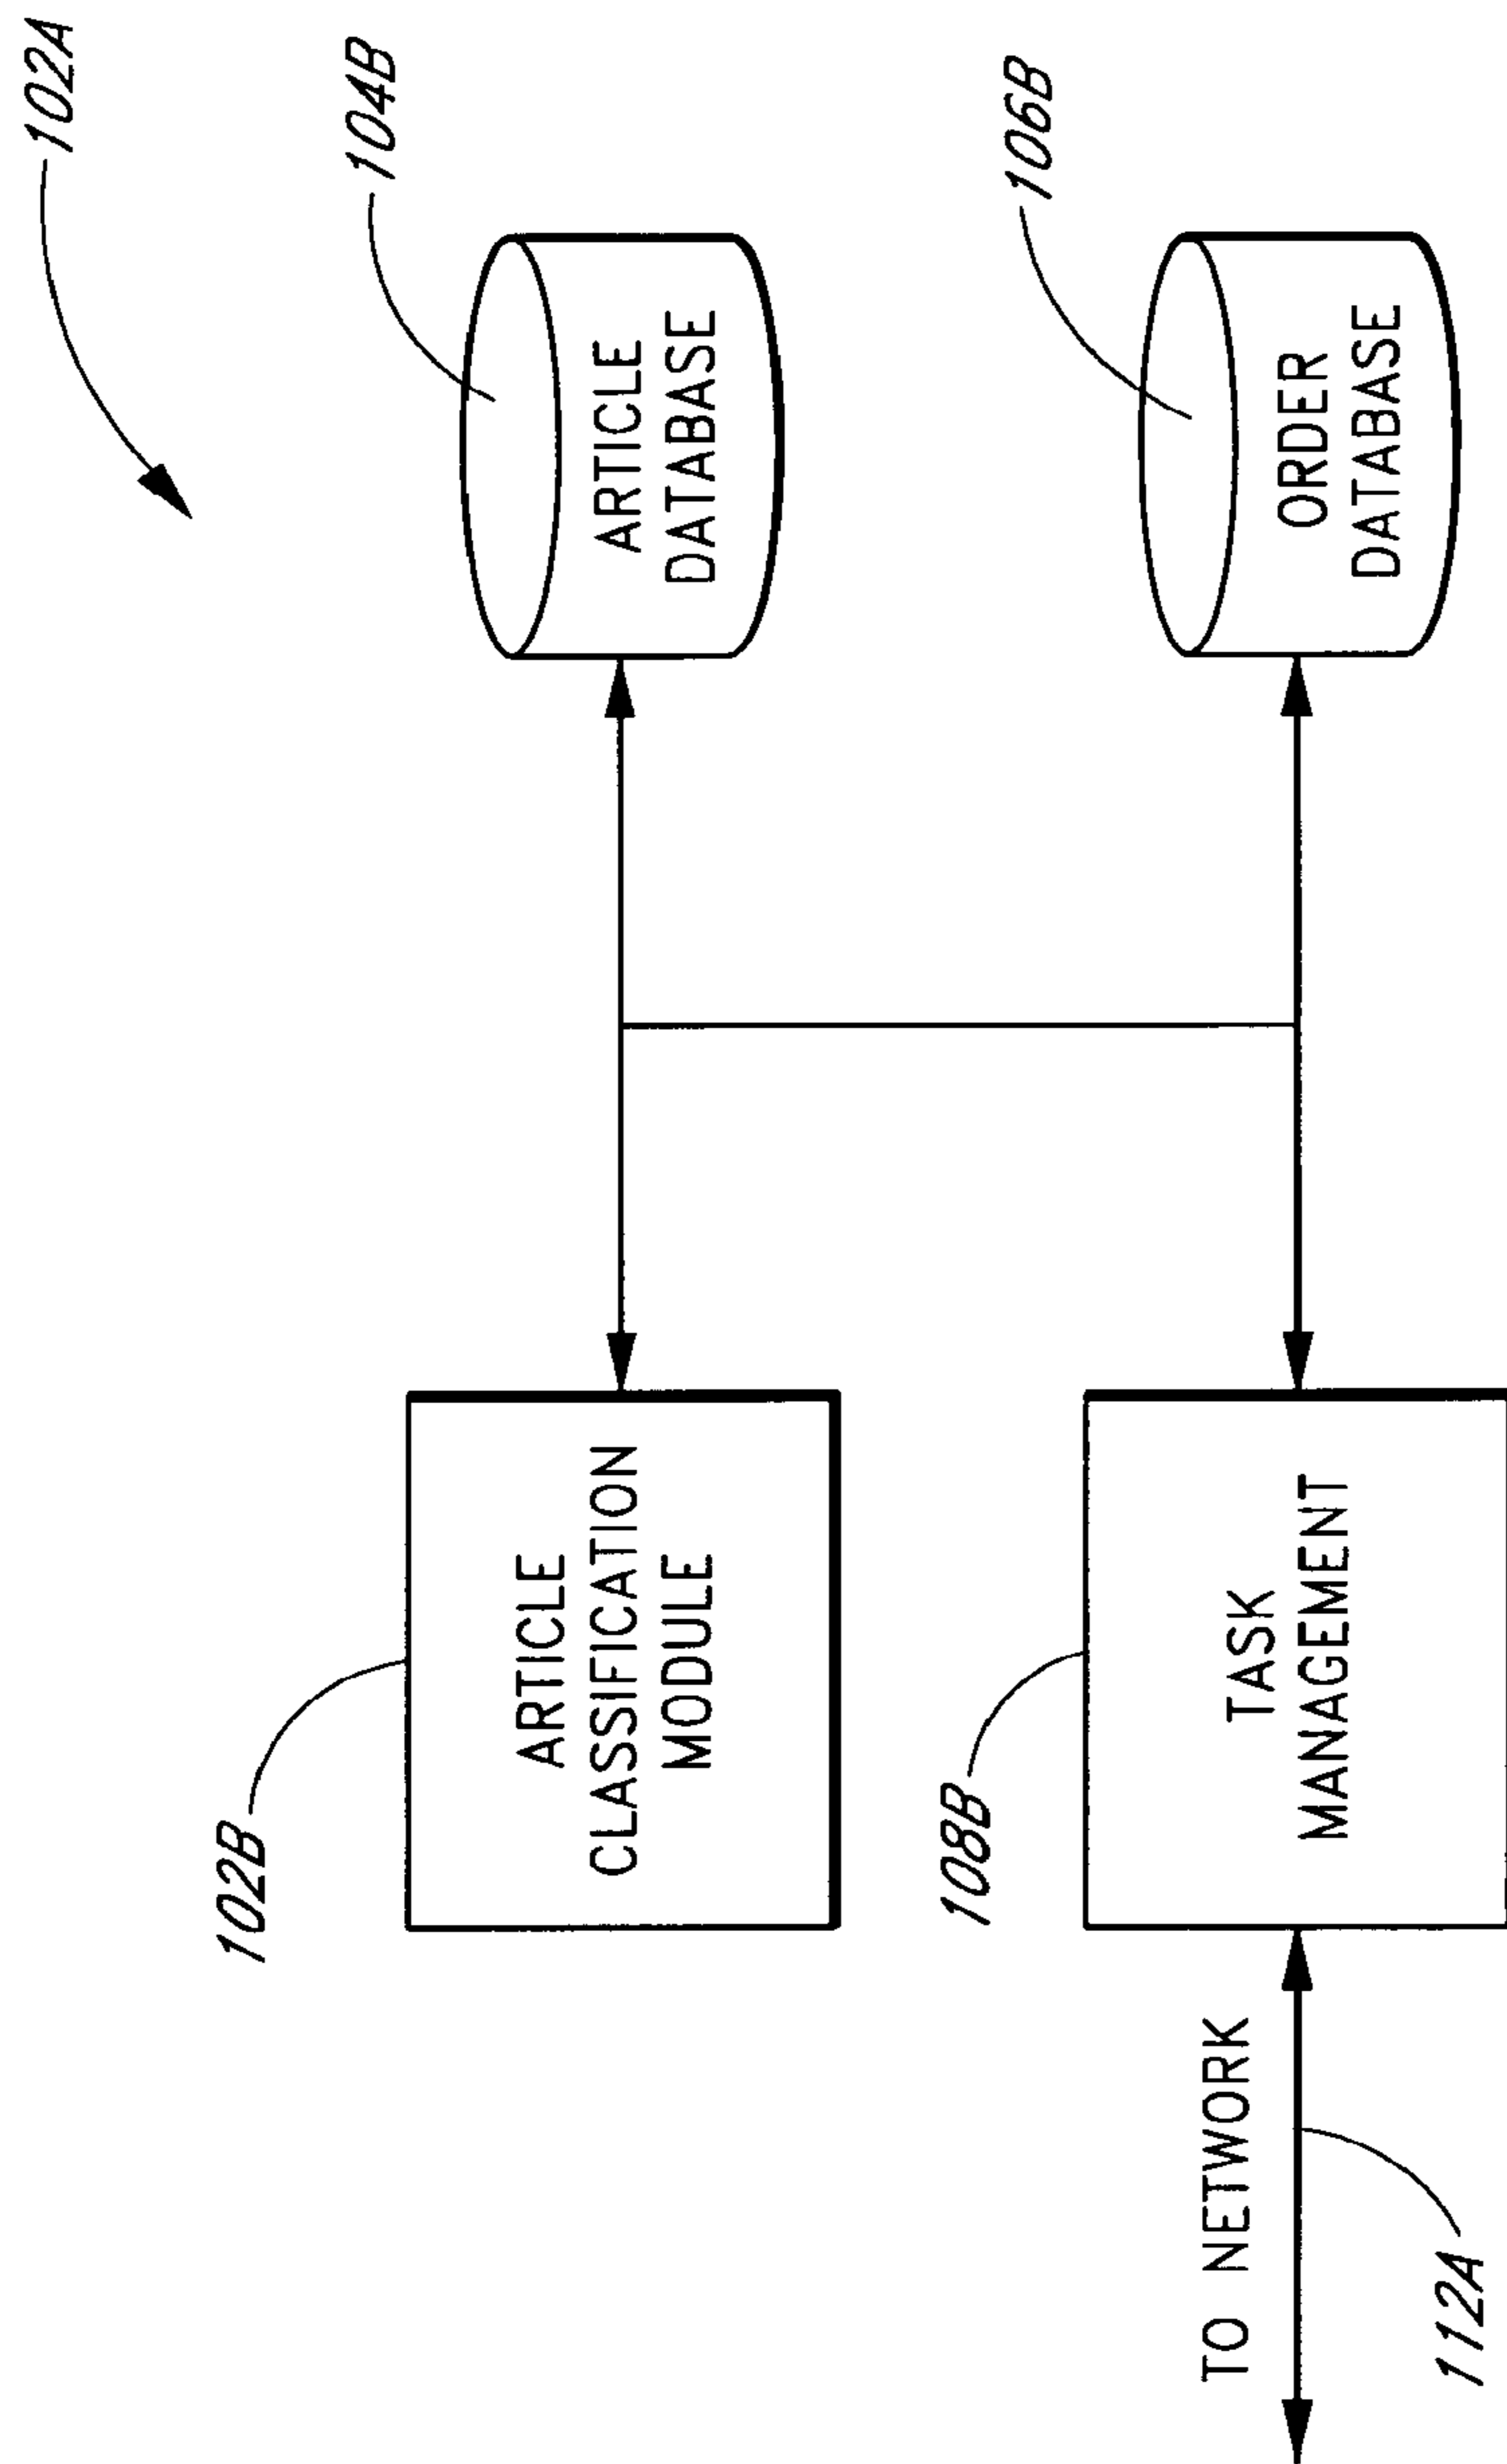 102A
102B
ARTICLE
CLASSIFICATION
MODULE
104B
ARTICLE
DATABASE
108B
TASK
MANAGEMENT
106B
ORDER
DATABASE
TO NETWORK
112A